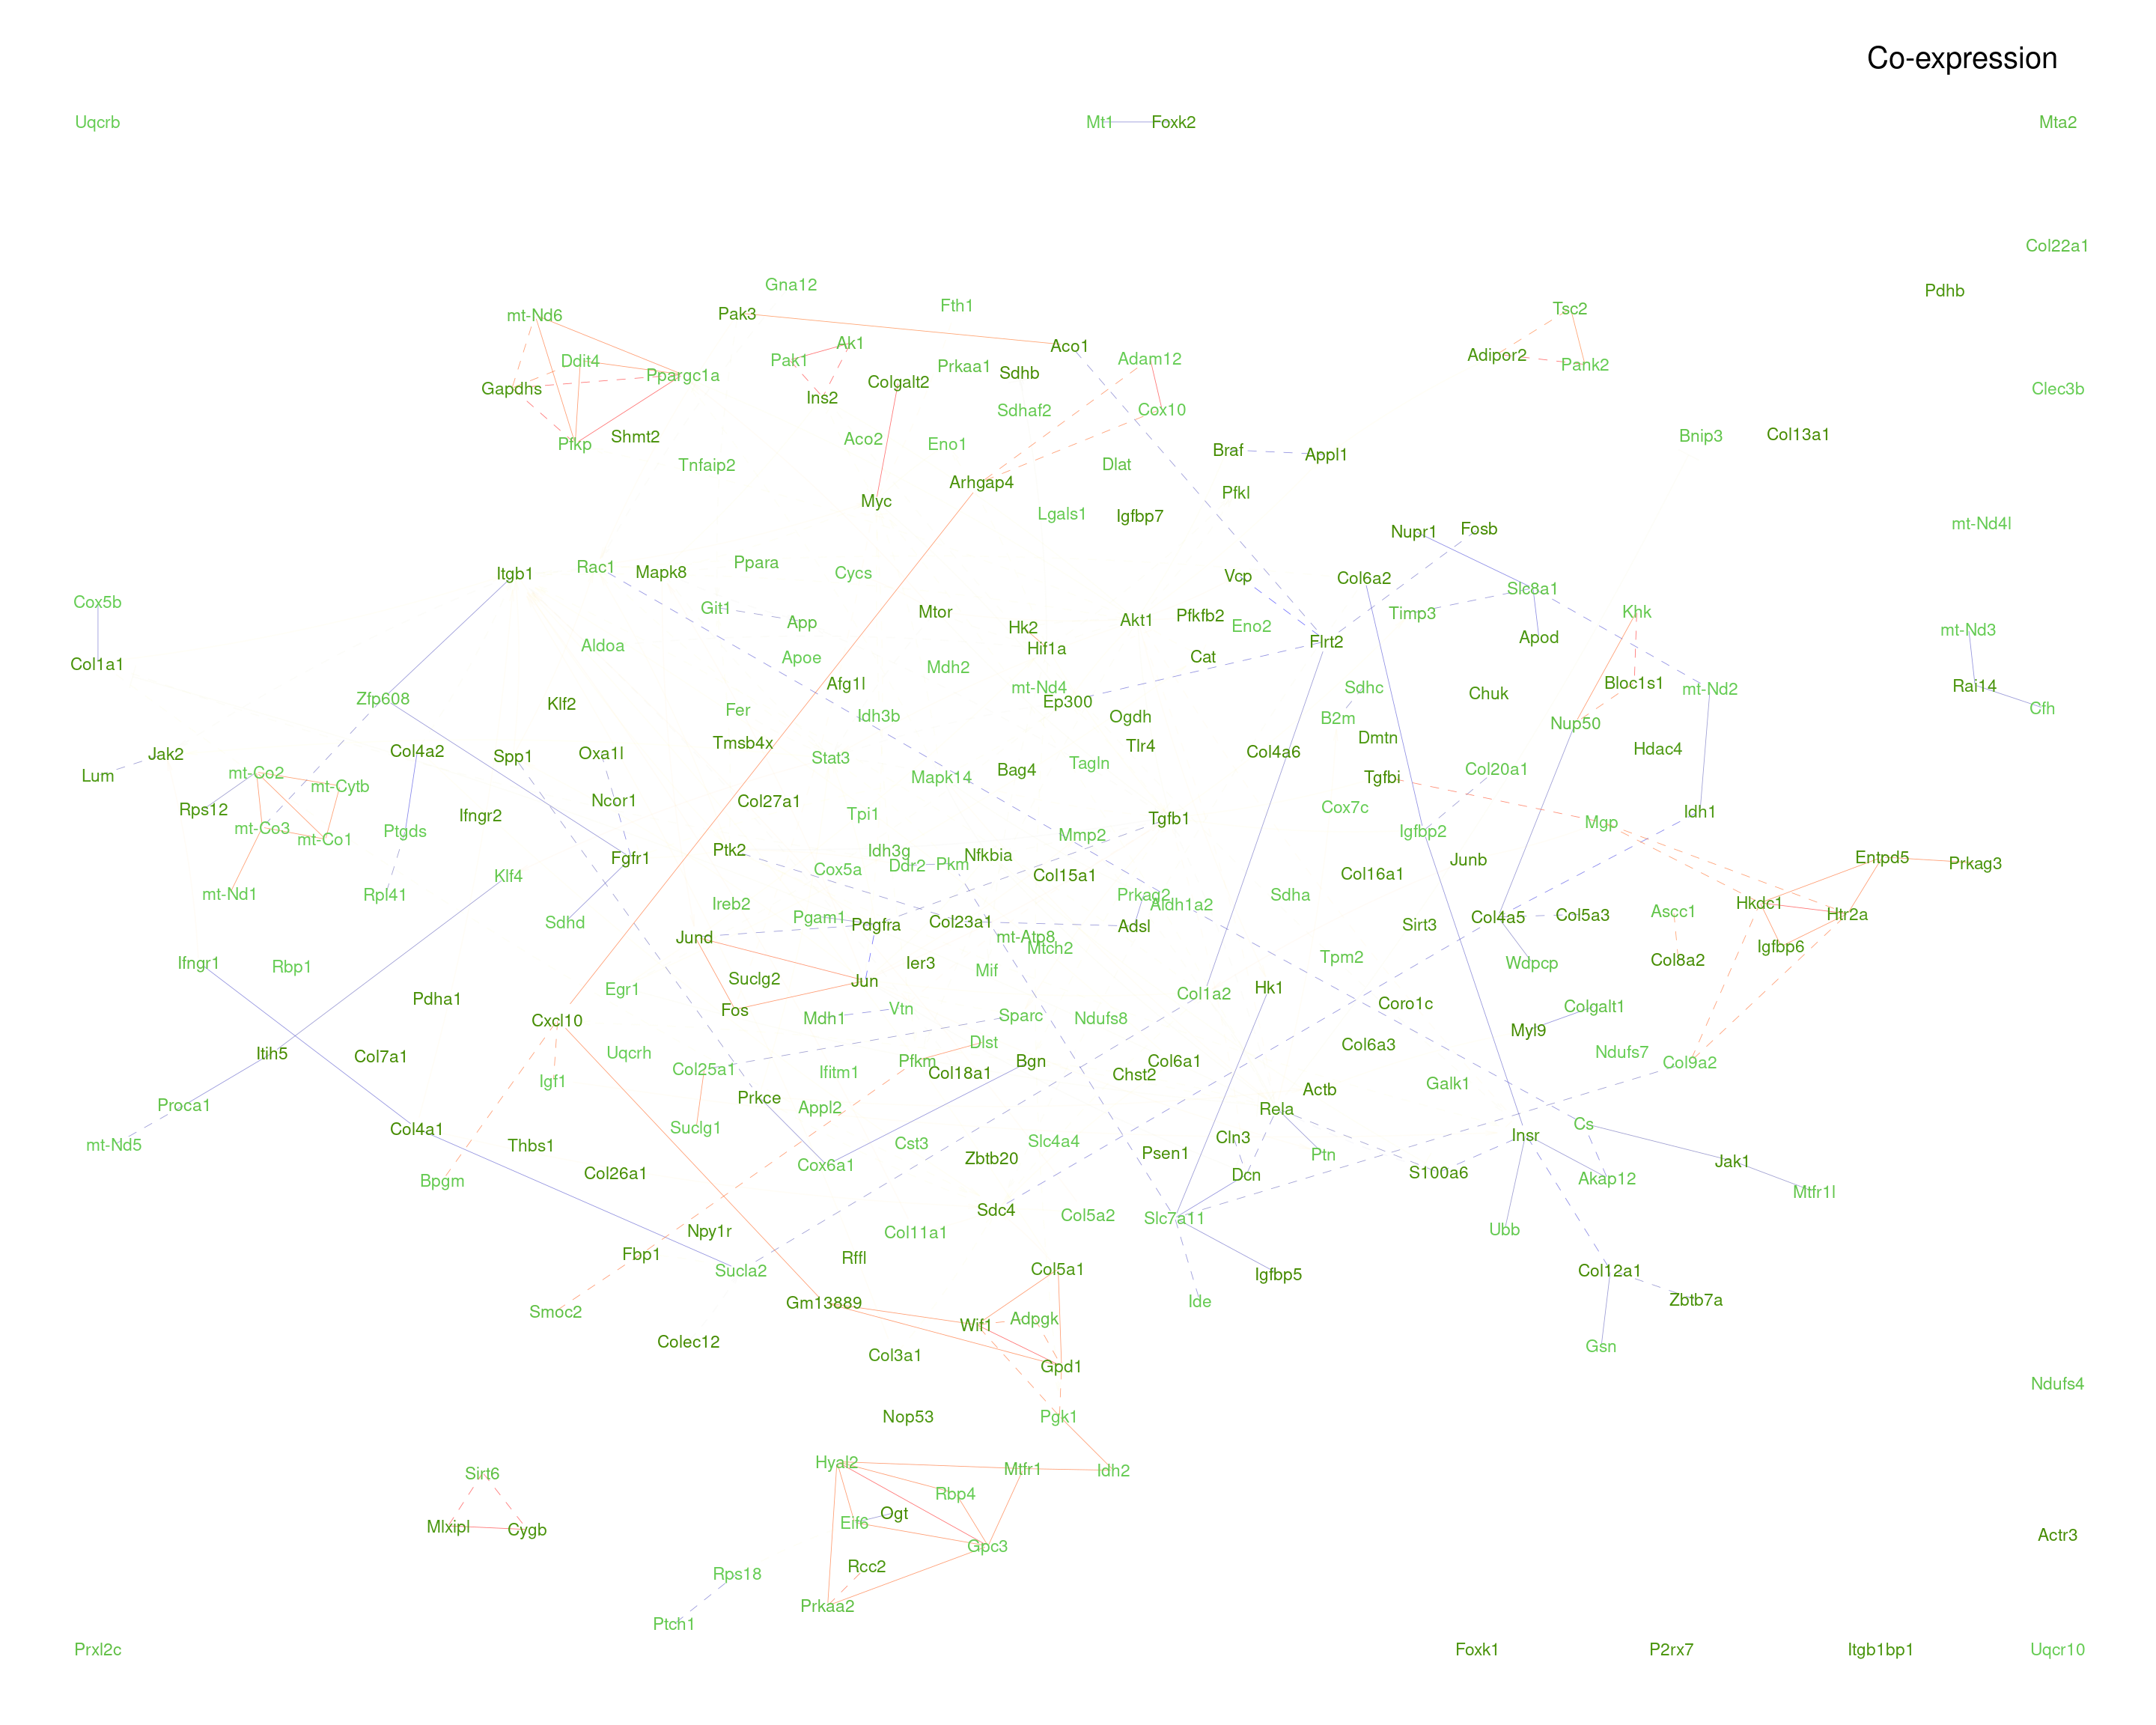 Co-expression
Uqcrb
Mt1
Foxk2
Mta2
Col22a1
Gna12
Pdhb
Fth1
Tsc2
Pak3
mt-Nd6
Ak1
Aco1
Adipor2
Adam12
Pak1
Ddit4
Pank2
Prkaa1
Sdhb
Ppargc1a
Colgalt2
Gapdhs
Clec3b
Ins2
Cox10
Sdhaf2
Col13a1
Bnip3
Shmt2
Aco2
Pfkp
Eno1
Braf
Appl1
Dlat
Tnfaip2
Arhgap4
Pfkl
Myc
Lgals1
Igfbp7
mt-Nd4l
Fosb
Nupr1
Ppara
Rac1
Mapk8
Cycs
Itgb1
Vcp
Col6a2
Slc8a1
Cox5b
Git1
Mtor
Khk
Timp3
Pfkfb2
Akt1
App
Eno2
Hk2
mt-Nd3
Apod
Flrt2
Aldoa
Hif1a
Cat
Apoe
Col1a1
Mdh2
Bloc1s1
Afg1l
Rai14
mt-Nd4
Sdhc
mt-Nd2
Chuk
Zfp608
Ep300
Klf2
Cfh
Fer
Idh3b
Ogdh
B2m
Nup50
Dmtn
Tmsb4x
Tlr4
Hdac4
Col4a2
Col4a6
Oxa1l
Jak2
Spp1
Stat3
Tagln
Col20a1
Bag4
mt-Co2
Lum
Mapk14
Tgfbi
mt-Cytb
Ncor1
Col27a1
Cox7c
Rps12
Idh1
Tpi1
Ifngr2
Tgfb1
Mgp
mt-Co3
Ptgds
Igfbp2
Mmp2
mt-Co1
Ptk2
Idh3g
Nfkbia
Fgfr1
Entpd5
Junb
Prkag3
Ddr2
Pkm
Cox5a
Col16a1
Col15a1
Klf4
mt-Nd1
Rpl41
Prkag2
Sdha
Hkdc1
Ireb2
Aldh1a2
Ascc1
Htr2a
Col5a3
Pgam1
Col4a5
Sdhd
Col23a1
Pdgfra
Adsl
Sirt3
Jund
mt-Atp8
Igfbp6
Mtch2
Tpm2
Col8a2
Ifngr1
Ier3
Wdpcp
Rbp1
Mif
Suclg2
Jun
Hk1
Egr1
Col1a2
Pdha1
Coro1c
Colgalt1
Fos
Vtn
Sparc
Mdh1
Ndufs8
Cxcl10
Myl9
Dlst
Col6a3
Itih5
Uqcrh
Ndufs7
Col7a1
Pfkm
Bgn
Col6a1
Col9a2
Col25a1
Ifitm1
Col18a1
Chst2
Igf1
Galk1
Actb
Prkce
Proca1
Appl2
Rela
Cs
Suclg1
Col4a1
Insr
Cln3
Slc4a4
Cst3
mt-Nd5
Thbs1
Psen1
Ptn
Zbtb20
Jak1
Cox6a1
Col26a1
S100a6
Dcn
Akap12
Bpgm
Mtfr1l
Sdc4
Col5a2
Slc7a11
Npy1r
Col11a1
Ubb
Fbp1
Rffl
Col5a1
Sucla2
Col12a1
Igfbp5
Zbtb7a
Ide
Gm13889
Smoc2
Adpgk
Wif1
Colec12
Gsn
Col3a1
Gpd1
Ndufs4
Nop53
Pgk1
Hyal2
Mtfr1
Idh2
Sirt6
Rbp4
Ogt
Eif6
Mlxipl
Cygb
Actr3
Gpc3
Rcc2
Rps18
Prkaa2
Ptch1
Prxl2c
Foxk1
P2rx7
Itgb1bp1
Uqcr10